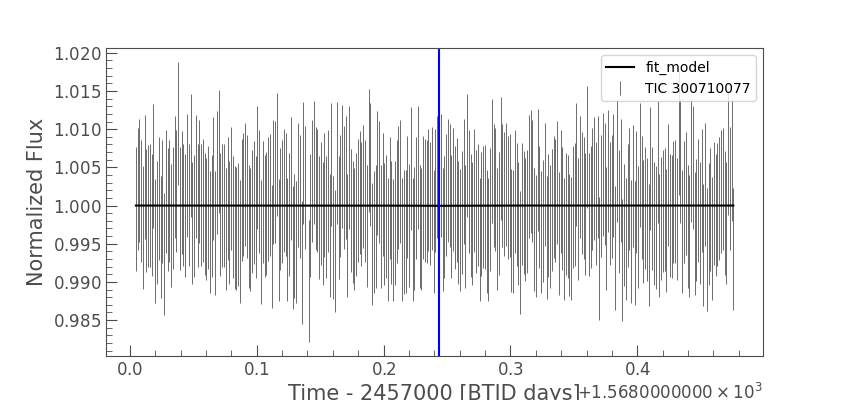 1.020
1.015
1.010
1.005
1.000
0.995
0.990
0.985
Normalized Flux
fit_model
TIC 300710077
0.0 0.1 0.2 0.3 0.4
Time - 2457000 [BTJD days]
+1.5680000000 × 10³